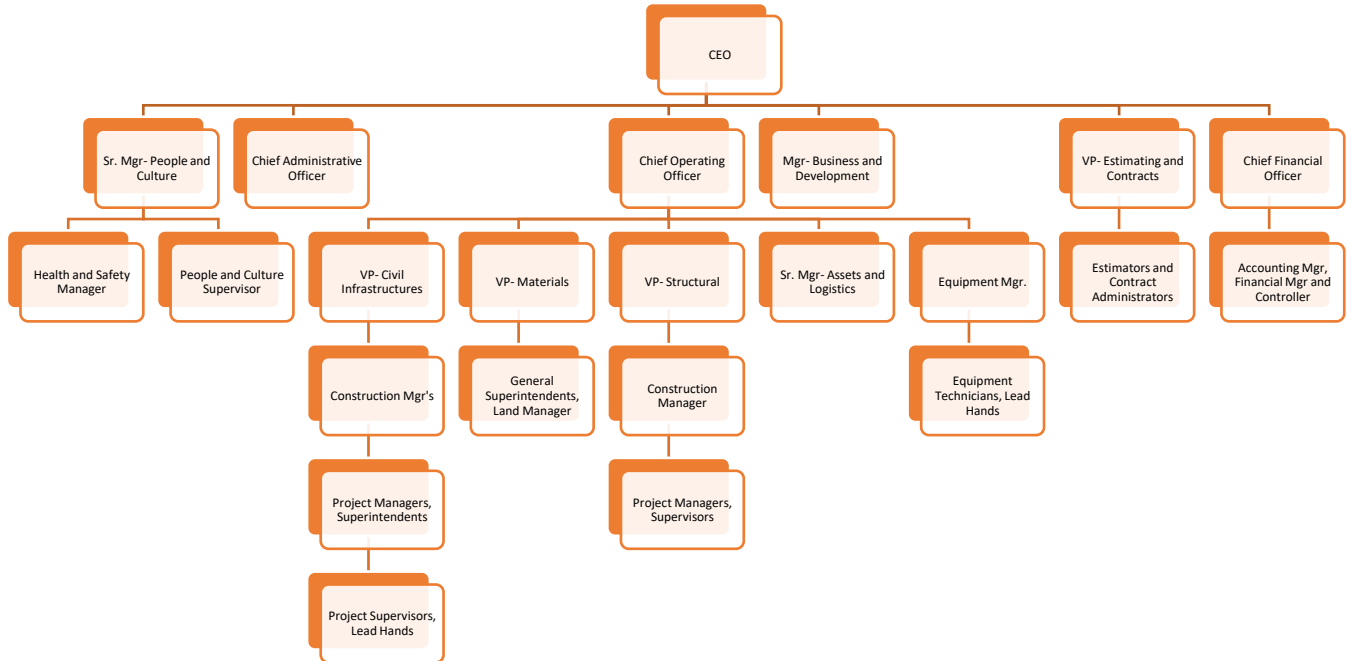 CEO
Sr. Mgr- People and
Culture
Chief Administrative
Officer
Chief Operating
Officer
Mgr- Business and
Development
VP- Estimating and
Contracts
Chief Financial
Officer
Health and Safety
Manager
People and Culture
Supervisor
VP- Civil
Infrastructures
VP- Materials
VP- Structural
Sr. Mgr- Assets and
Logistics
Equipment Mgr.
Estimators and
Contract
Administrators
Accounting Mgr,
Financial Mgr and
Controller
Construction Mgr's
General
Superintendents,
Land Manager
Construction
Manager
Equipment
Technicians, Lead
Hands
Project Managers,
Superintendents
Project Managers,
Supervisors
Project Supervisors,
Lead Hands